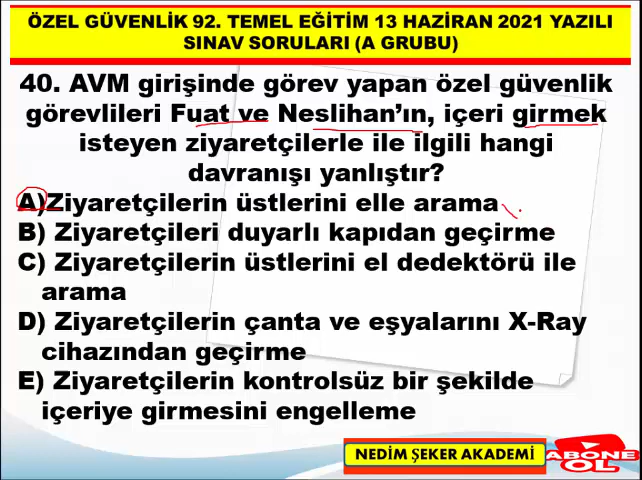 ÖZEL GÜVENLİK 92. TEMEL EĞİTİM 13 HAZİRAN 2021 YAZILI
SINAV SORULARI (A GRUBU)
40. AVM girişinde görev yapan özel güvenlik
görevlileri Fuat ve Neslihan’ın, içeri girmek
isteyen ziyaretçilerle ile ilgili hangi
davranışı yanlıştır?
A)Ziyaretçilerin üstlerini elle arama
B) Ziyaretçileri duyarlı kapıdan geçirme
C) Ziyaretçilerin üstlerini el dedektörü ile
arama
D) Ziyaretçilerin çanta ve eşyalarını X-Ray
cihazından geçirme
E) Ziyaretçilerin kontrolsüz bir şekilde
içeriye girmesini engelleme
NEDİM ŞEKER AKADEMİ
ABONE
OL